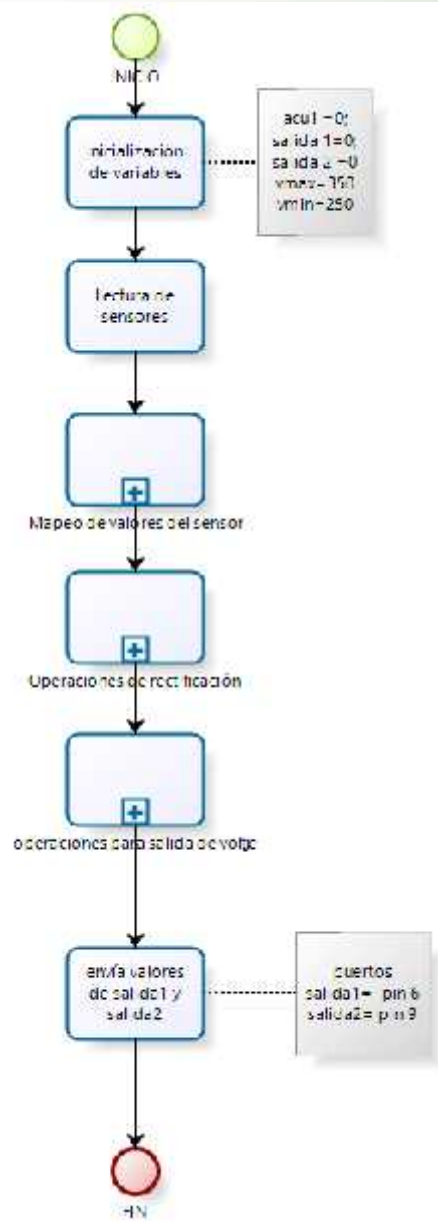 INICIO
Inicialización
de variables
acu1=0;
salida 1=0;
salida 2=0
vmax=350
vmin=250
Lectura de
sensores
Mapeo de valores del sensor
Operaciones de rectificación
operaciones para salida de
envía valores
de salida1 y
salida2
puertos
salida1= pin 6
salida2= pin 9
FIN